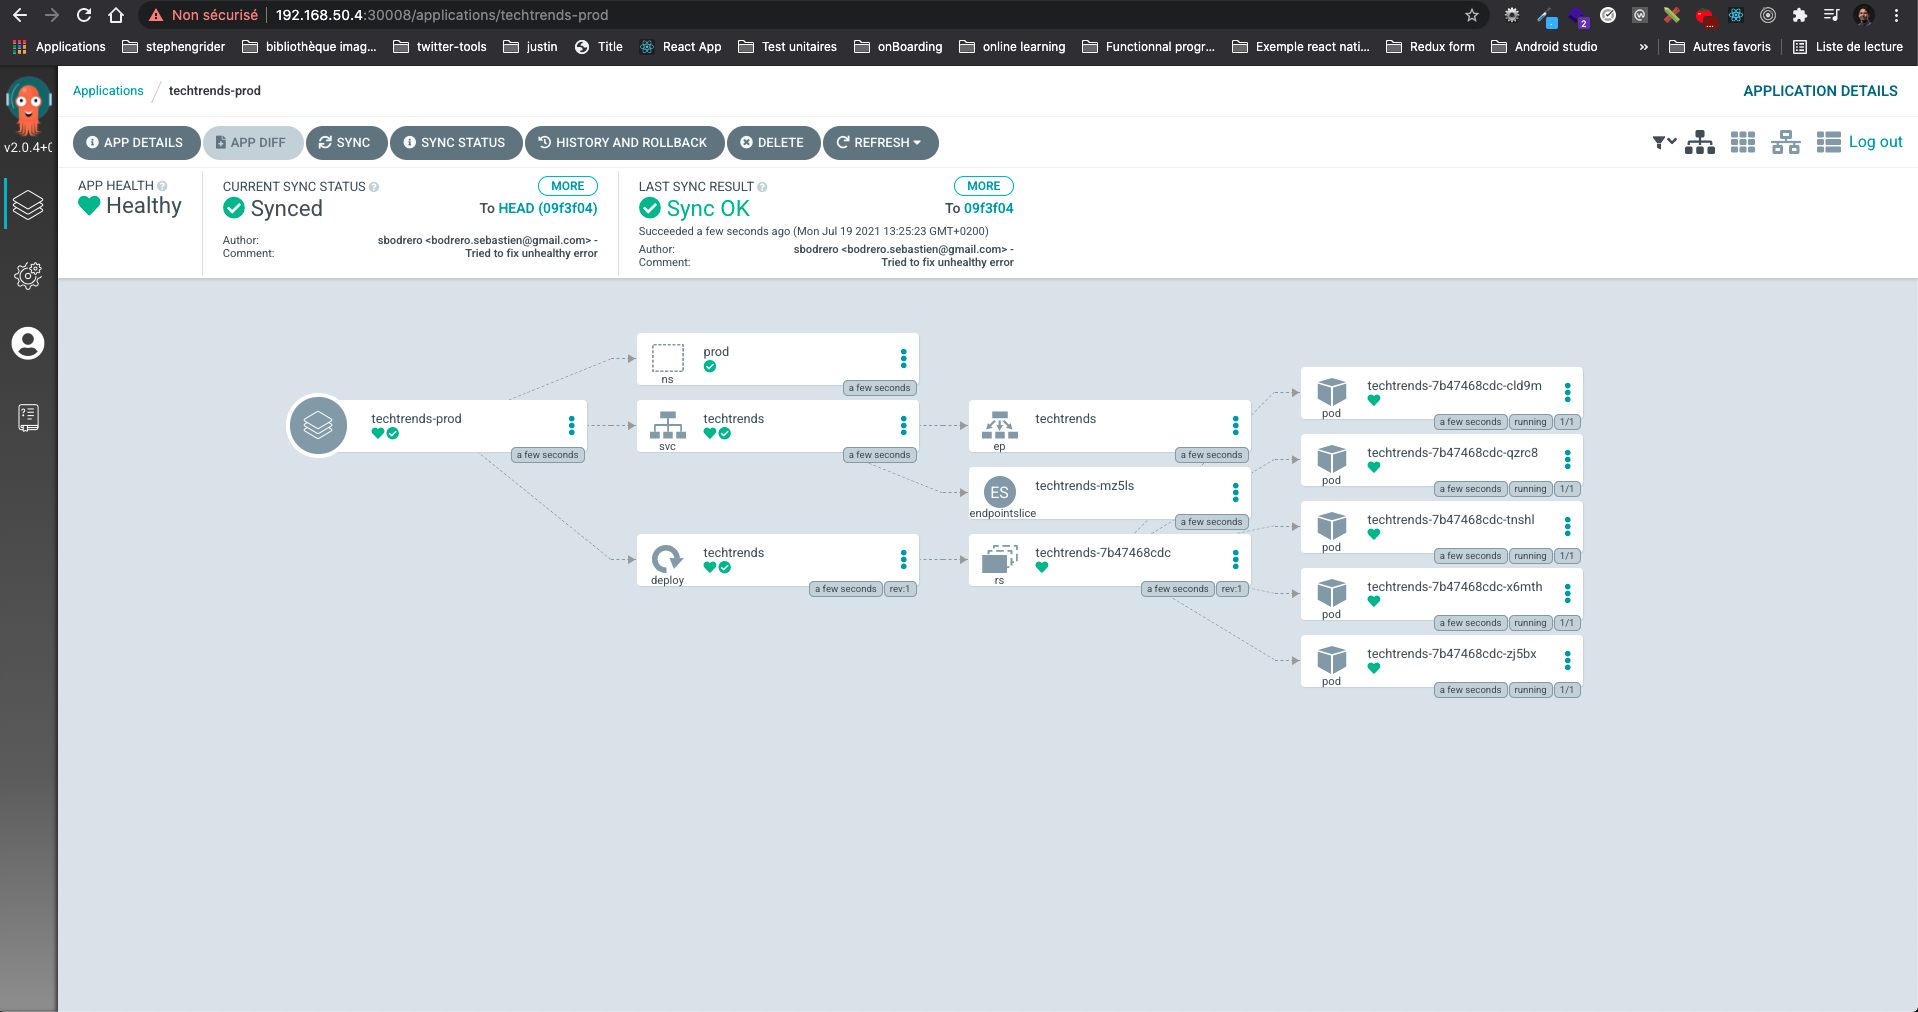 Non sécurisé 192.168.50.4:30008/applications/techtrends-prod
2
Applications stephengrider bibliothèque imag... twitter-tools justin Title React App Test unitaires onBoarding online learning Functionnal progr... Exemple react nati... Redux form Android studio » Autres favoris Liste de lecture
v2.0.4+0
Applications / techtrends-prod APPLICATION DETAILS
APP DETAILS APP DIFF SYNC SYNC STATUS HISTORY AND ROLLBACK DELETE REFRESH Log out
APP HEALTH
Healthy
CURRENT SYNC STATUS MORE
Synced To HEAD (09f3f04)
Author: sbodrero <bodrero.sebastien@gmail.com> -
Comment: Tried to fix unhealthy error
LAST SYNC RESULT MORE
Sync OK To 09f3f04
Succeeded a few seconds ago (Mon Jul 19 2021 13:25:23 GMT+0200)
Author: sbodrero <bodrero.sebastien@gmail.com> -
Comment: Tried to fix unhealthy error
techtrends-prod
a few seconds
prod
ns
a few seconds
techtrends
svc
a few seconds
techtrends
deploy
a few seconds rev:1
techtrends
ep
a few seconds
ES
techtrends-mz5ls
endpointslice
a few seconds
techtrends-7b47468cdc
rs
a few seconds rev:1
techtrends-7b47468cdc-cld9m
pod
a few seconds running 1/1
techtrends-7b47468cdc-qzrc8
pod
a few seconds running 1/1
techtrends-7b47468cdc-tnshl
pod
a few seconds running 1/1
techtrends-7b47468cdc-x6mth
pod
a few seconds running 1/1
techtrends-7b47468cdc-zj5bx
pod
a few seconds running 1/1